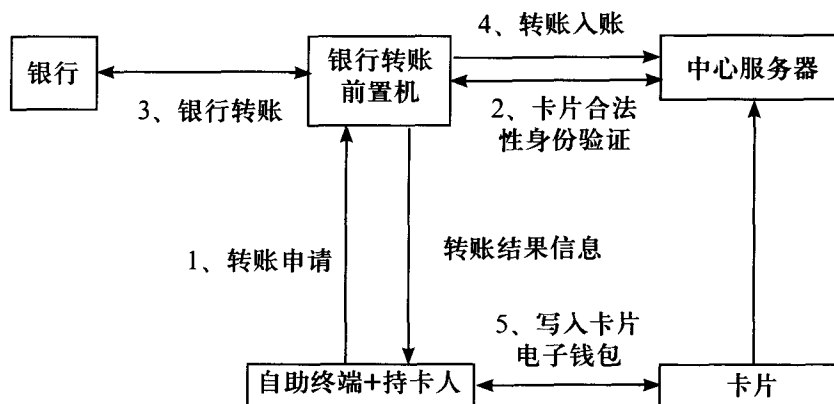 4、转账入账
银行
银行转账
前置机
中心服务器
3、银行转账
2、卡片合法
性身份验证
1、转账申请
转账结果信息
5、写入卡片
电子钱包
自助终端+持卡人
卡片